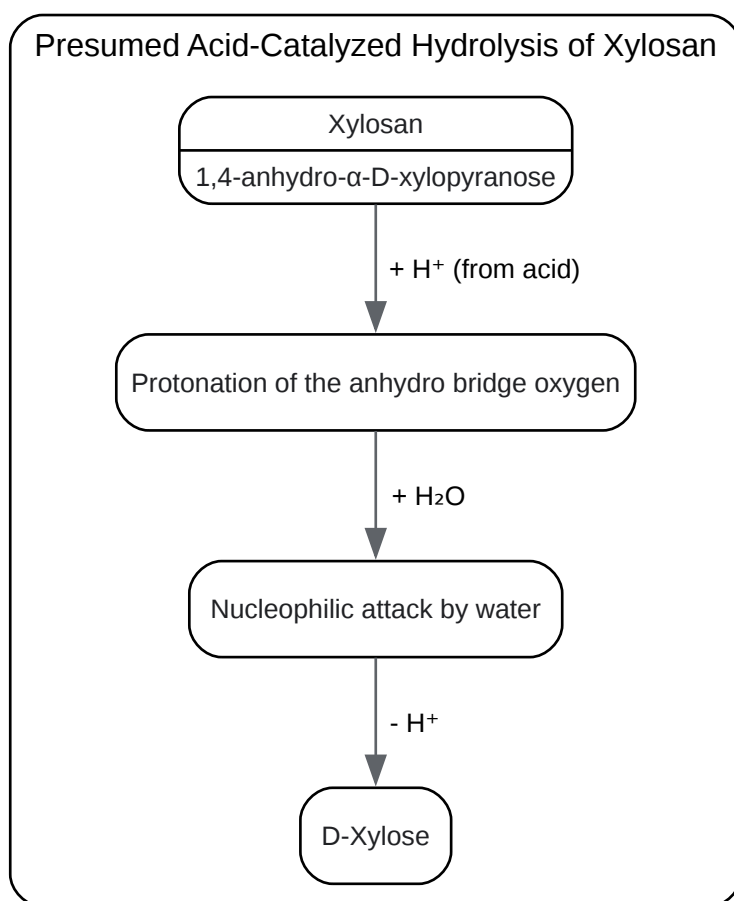 Presumed Acid-Catalyzed Hydrolysis of Xylosan
Xylosan
1,4-anhydro-α-D-xylopyranose
+ H⁺ (from acid)
Protonation of the anhydro bridge oxygen
+ H₂O
Nucleophilic attack by water
- H⁺
D-Xylose